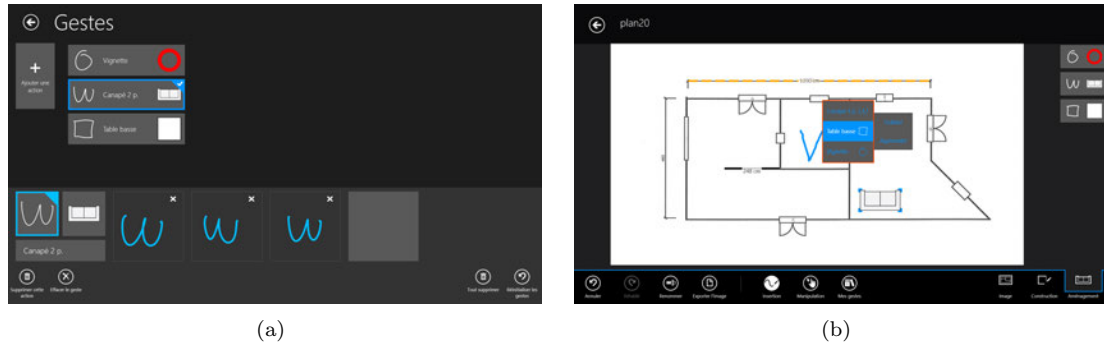 Gestes
Ajouter une
action
Vignette
Canapé 2 p.
Table basse
Canapé 2 p.
Supprimer cette
action
Effacer le geste
Tout supprimer
Réinitialiser les
gestes
(a)
plan20
Table basse
Annuler
Rétablir
Renommer
Exporter l'image
Insertion
Manipulation
Mes gestes
Image
Construction
Aménagement
(b)